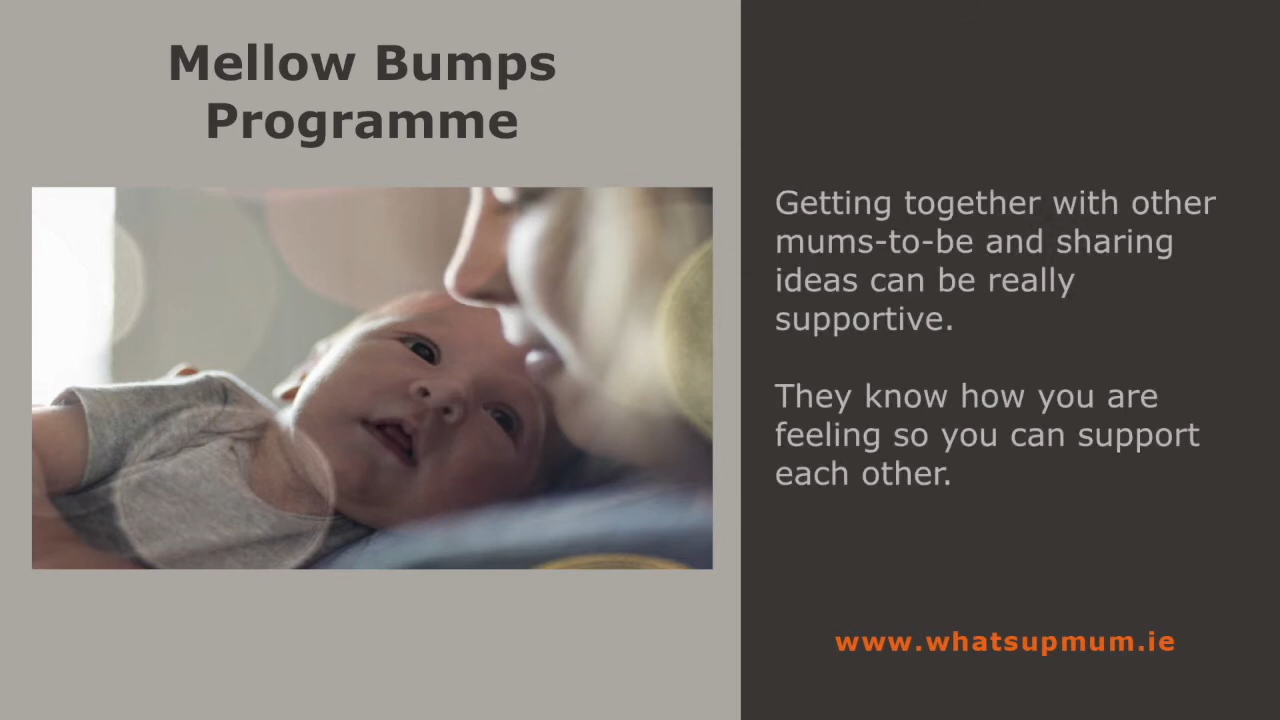 Mellow Bumps
Programme
Getting together with other
mums-to-be and sharing
ideas can be really
supportive.
They know how you are
feeling so you can support
each other.
www.whatsupmum.ie